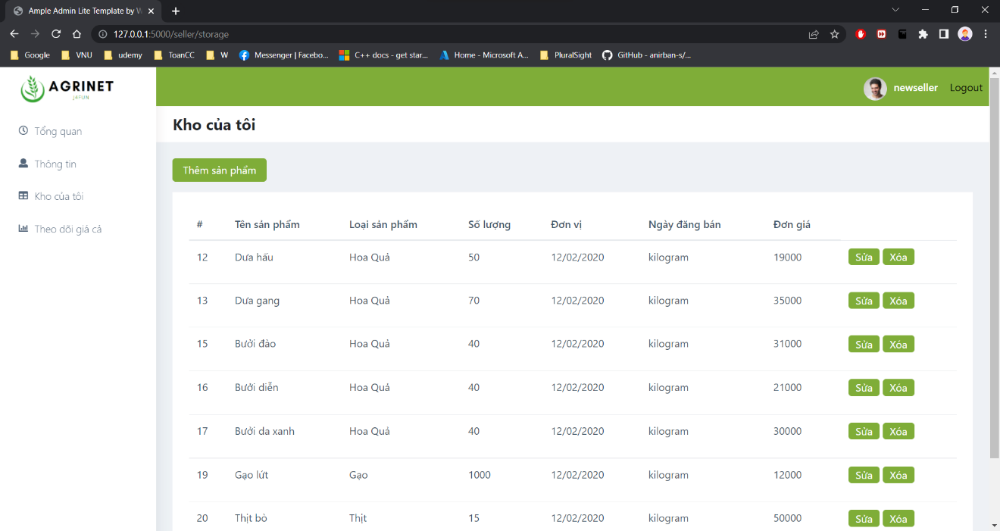 Ample Admin Lite Template by W
127.0.0.1:5000/seller/storage
Google VNU udemy ToanCC W Messenger | Facebo... C++ docs - get star... Home - Microsoft A... PluralSight GitHub - anirban-s/...
AGRINET
J4FUN
newseller Logout
Kho của tôi
Tổng quan
Thông tin
Kho của tôi
Theo dõi giá cả
Thêm sản phẩm
# Tên sản phẩm Loại sản phẩm Số lượng Đơn vị Ngày đăng bán Đơn giá
12 Dưa hấu Hoa Quả 50 12/02/2020 kilogram 19000 Sửa Xóa
13 Dưa gang Hoa Quả 70 12/02/2020 kilogram 35000 Sửa Xóa
15 Bưởi đào Hoa Quả 40 12/02/2020 kilogram 31000 Sửa Xóa
16 Bưởi diễn Hoa Quả 40 12/02/2020 kilogram 21000 Sửa Xóa
17 Bưởi da xanh Hoa Quả 40 12/02/2020 kilogram 30000 Sửa Xóa
19 Gạo lứt Gạo 1000 12/02/2020 kilogram 12000 Sửa Xóa
20 Thịt bò Thịt 15 12/02/2020 kilogram 50000 Sửa Xóa